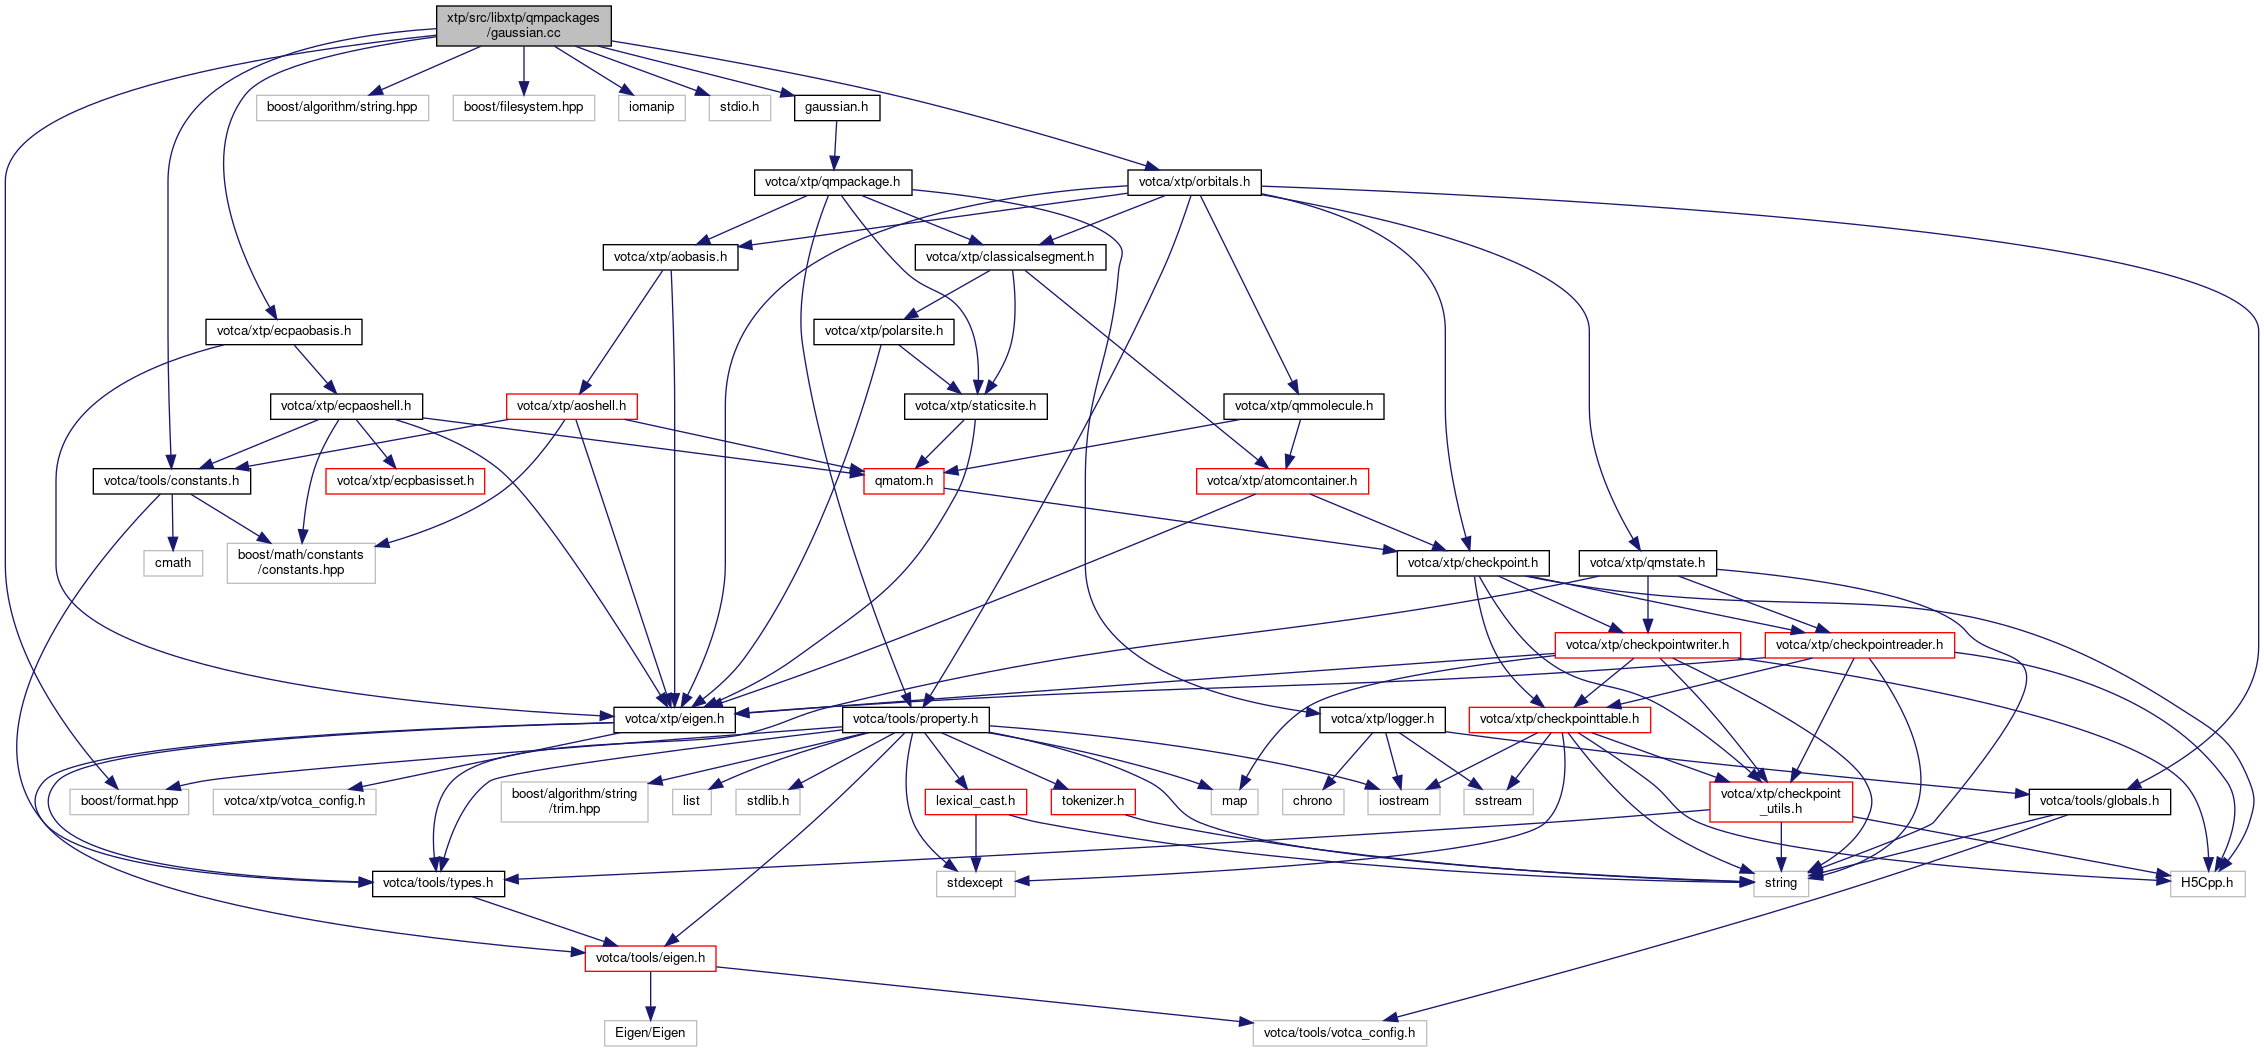 xtp/src/libxtp/qmpackages
/gaussian.cc
boost/algorithm/string.hpp
boost/filesystem.hpp
iomanip
stdio.h
gaussian.h
votca/xtp/qmpackage.h
votca/xtp/orbitals.h
votca/xtp/aobasis.h
votca/xtp/classicalsegment.h
votca/xtp/ecpaobasis.h
votca/xtp/polarsite.h
votca/xtp/ecpaoshell.h
votca/xtp/aoshell.h
votca/xtp/staticsite.h
votca/xtp/qmmolecule.h
votca/tools/constants.h
votca/xtp/ecpbasisset.h
qmatom.h
votca/xtp/atomcontainer.h
cmath
boost/math/constants
/constants.hpp
votca/xtp/checkpoint.h
votca/xtp/qmstate.h
votca/xtp/checkpointwriter.h
votca/xtp/checkpointreader.h
votca/xtp/eigen.h
votca/tools/property.h
votca/xtp/logger.h
votca/xtp/checkpointtable.h
boost/format.hpp
votca/xtp/votca_config.h
boost/algorithm/string
/trim.hpp
list
stdlib.h
lexical_cast.h
tokenizer.h
map
chrono
iostream
sstream
votca/xtp/checkpoint
_utils.h
votca/tools/globals.h
votca/tools/types.h
stdexcept
string
H5Cpp.h
votca/tools/eigen.h
Eigen/Eigen
votca/tools/votca_config.h